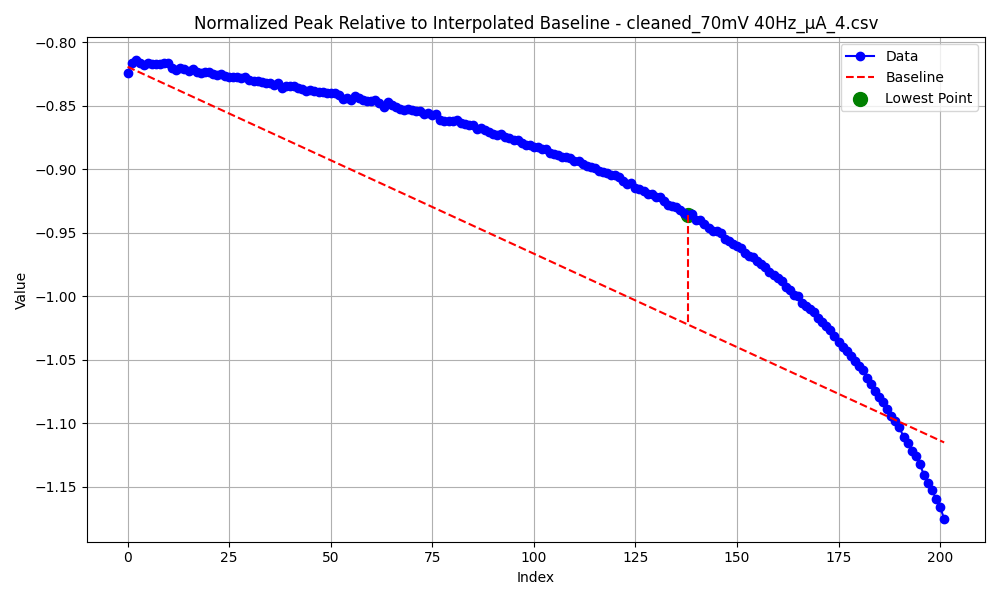 Normalized Peak Relative to Interpolated Baseline - cleaned_70mV 40Hz_μA_4.csv
Data
Baseline
Lowest Point
Value
−0.80
−0.85
−0.90
−0.95
−1.00
−1.05
−1.10
−1.15
0
25
50
75
100
125
150
175
200
Index